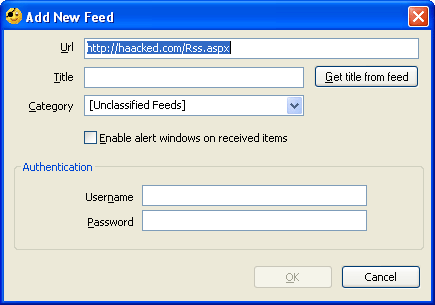 Add New Feed
Url http://haacked.com/Rss.aspx
Title Get title from feed
Category [Unclassified Feeds]
Enable alert windows on received items
Authentication
Username
Password
OK Cancel